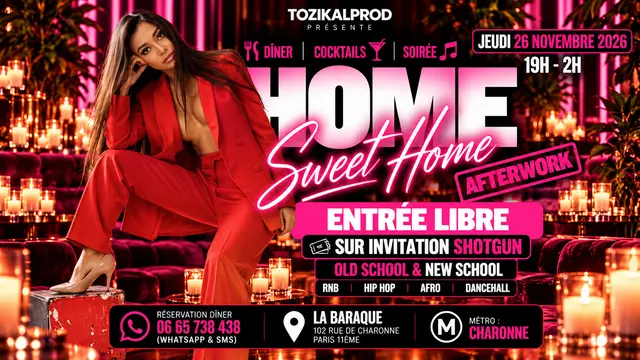 TOZIKALPROD
PRÉSENTE
DÎNER | COCKTAILS | SOIRÉE
JEUDI 26 NOVEMBRE 2026
19H - 2H
HOME
Sweet Home
AFTERWORK
ENTRÉE LIBRE
SUR INVITATION SHOTGUN
OLD SCHOOL & NEW SCHOOL
RNB | HIP HOP | AFRO | DANCEHALL
RÉSERVATION DÎNER
06 65 738 438
(WHATSAPP & SMS)
LA BARAQUE
102 RUE DE CHARONNE
PARIS 11ÈME
M
MÉTRO :
CHARONNE